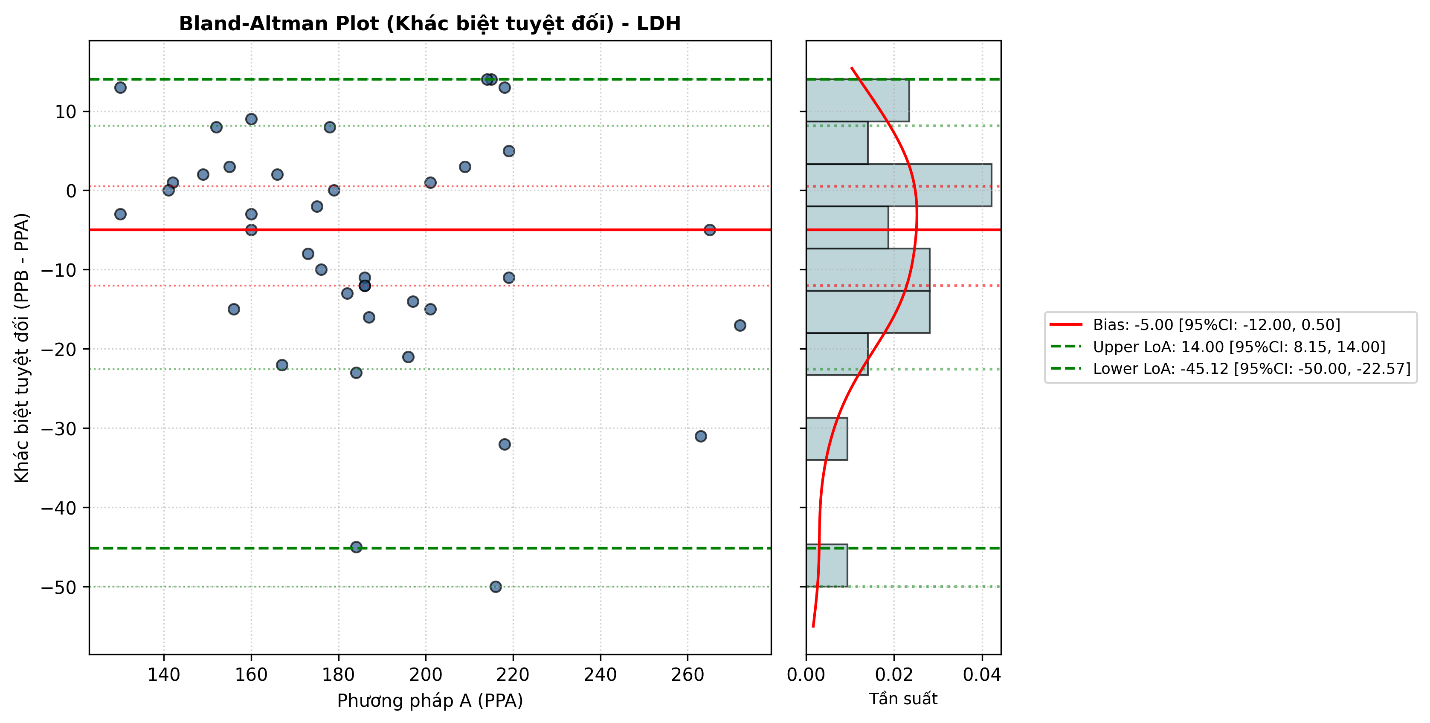 Bland-Altman Plot (Khác biệt tuyệt đối) - LDH
Khác biệt tuyệt đối (PPB - PPA)
10
0
−10
−20
−30
−40
−50
140 160 180 200 220 240 260
Phương pháp A (PPA)
0.00 0.02 0.04
Tần suất
Bias: -5.00 [95%CI: -12.00, 0.50]
Upper LoA: 14.00 [95%CI: 8.15, 14.00]
Lower LoA: -45.12 [95%CI: -50.00, -22.57]